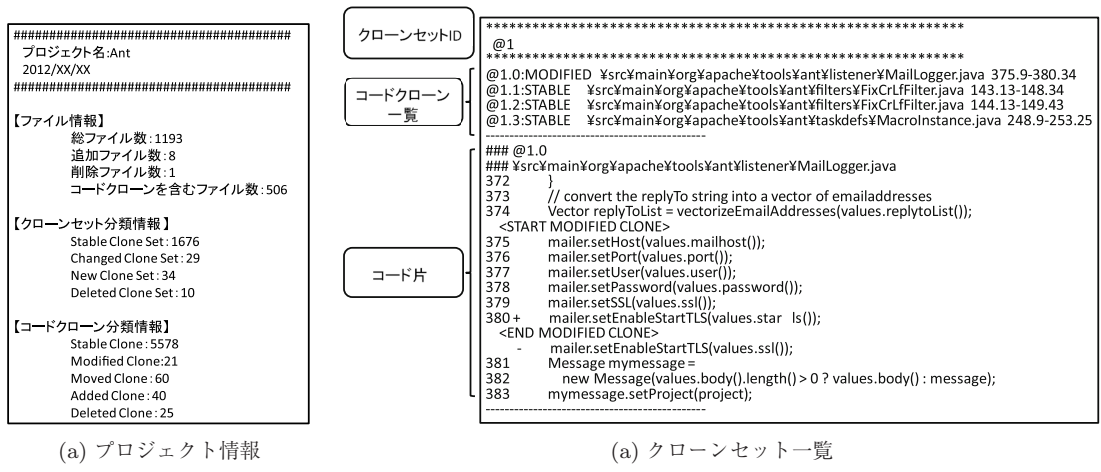 #######################################
プロジェクト名:Ant
2012/XX/XX
#######################################
【ファイル情報】
総ファイル数:1193
追加ファイル数:8
削除ファイル数:1
コードクローンを含むファイル数:506
【クローンセット分類情報】
Stable Clone Set:1676
Changed Clone Set:29
New Clone Set:34
Deleted Clone Set:10
【コードクローン分類情報】
Stable Clone:5578
Modified Clone:21
Moved Clone:60
Added Clone:40
Deleted Clone:25
(a) プロジェクト情報
クローンセットID
コードクローン
一覧
コード片
************************************************************
@1
************************************************************
@1.0:MODIFIED ¥src¥main¥org¥apache¥tools¥ant¥listener¥MailLogger.java 375.9-380.34
@1.1:STABLE ¥src¥main¥org¥apache¥tools¥ant¥filters¥FixCrLfFilter.java 143.13-148.34
@1.2:STABLE ¥src¥main¥org¥apache¥tools¥ant¥filters¥FixCrLfFilter.java 144.13-149.43
@1.3:STABLE ¥src¥main¥org¥apache¥tools¥ant¥taskdefs¥MacroInstance.java 248.9-253.25
----------------------------------------------
### @1.0
### ¥src¥main¥org¥apache¥tools¥ant¥listener¥MailLogger.java
372 }
373 // convert the replyTo string into a vector of emailaddresses
374 Vector replyToList = vectorizeEmailAddresses(values.replytoList());
<START MODIFIED CLONE>
375 mailer.setHost(values.mailhost());
376 mailer.setPort(values.port());
377 mailer.setUser(values.user());
378 mailer.setPassword(values.password());
379 mailer.setSSL(values.ssl());
380 + mailer.setEnableStartTLS(values.star ls());
<END MODIFIED CLONE>
- mailer.setEnableStartTLS(values.ssl());
381 Message mymessage =
382 new Message(values.body().length() > 0 ? values.body() : message);
383 mymessage.setProject(project);
----------------------------------------------
(a) クローンセット一覧